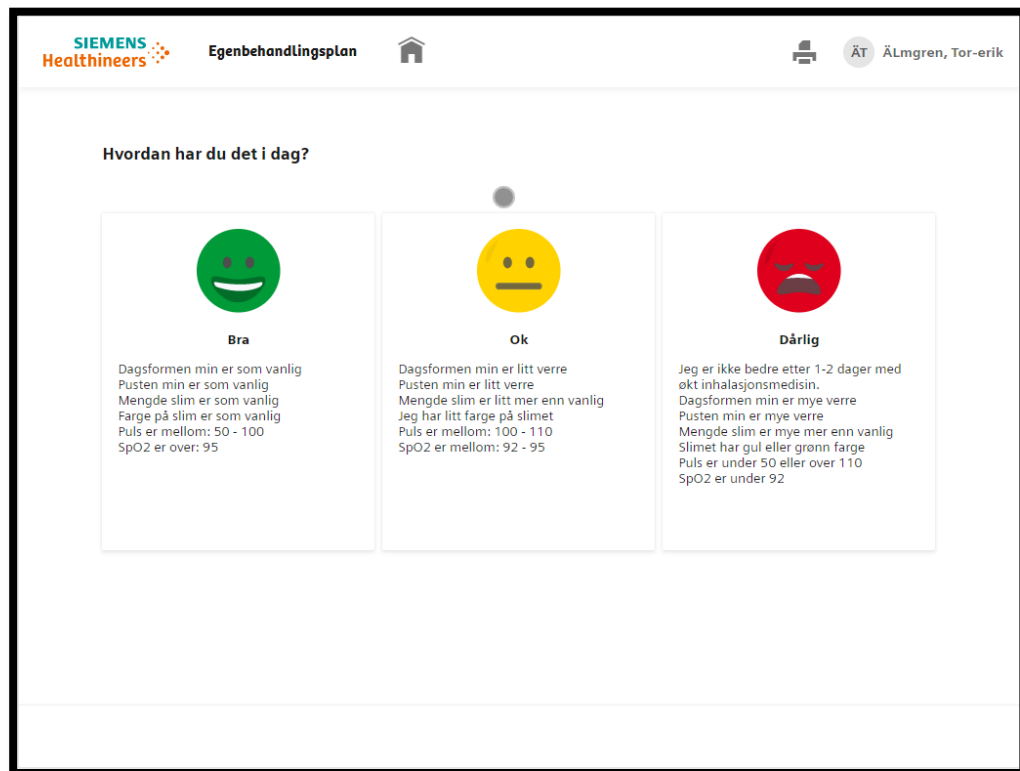 SIEMENS
Healthineers
Egenbehandlingsplan
ÄT
ÄLmgren, Tor-erik
Hvordan har du det i dag?
Bra
Dagsformen min er som vanlig
Pusten min er som vanlig
Mengde slim er som vanlig
Farge på slim er som vanlig
Puls er mellom: 50 - 100
SpO2 er over: 95
Ok
Dagsformen min er litt verre
Pusten min er litt verre
Mengde slim er litt mer enn vanlig
Jeg har litt farge på slimet
Puls er mellom: 100 - 110
SpO2 er mellom: 92 - 95
Dårlig
Jeg er ikke bedre etter 1-2 dager med
økt inhalasjonsmedisin.
Dagsformen min er mye verre
Pusten min er mye verre
Mengde slim er mye mer enn vanlig
Slimet har gul eller grønn farge
Puls er under 50 eller over 110
SpO2 er under 92